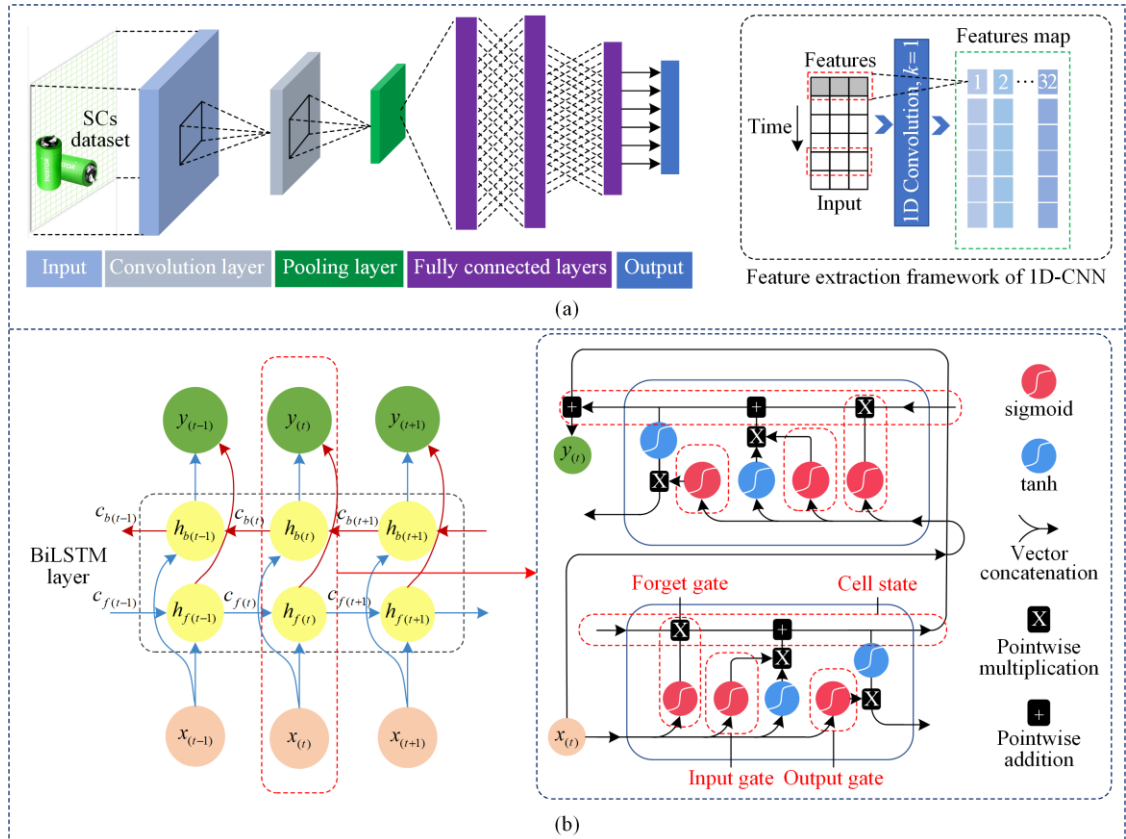 (a)
SCs
dataset
Input
Convolution layer
Pooling layer
Fully connected layers
Output
Features map
Features
1 2 ··· 32
Time
1D Convolution, k = 1
Input
Feature extraction framework of 1D-CNN
(a)
y(t−1)
y(t)
y(t+1)
cb(t−1)
hb(t−1)
cb(t)
hb(t)
cb(t+1)
hb(t+1)
BiLSTM
layer
cf(t−1)
hf(t−1)
cf(t)
hf(t)
cf(t+1)
hf(t+1)
x(t−1)
x(t)
x(t+1)
+
X
+
X
y(t)
X
X
Forget gate
Cell state
X
+
X
X
x(t)
Input gate
Output gate
sigmoid
tanh
Vector
concatenation
X
Pointwise
multiplication
+
Pointwise
addition
(b)